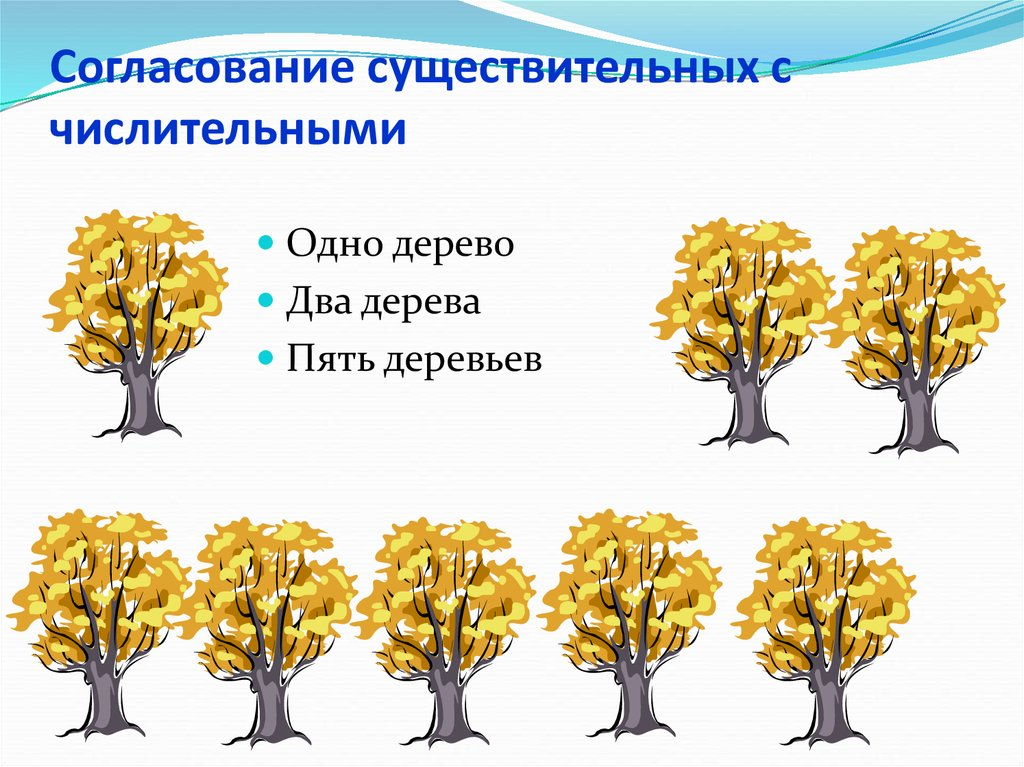 Согласование существительных с
числительными
Одно дерево
Два дерева
Пять деревьев